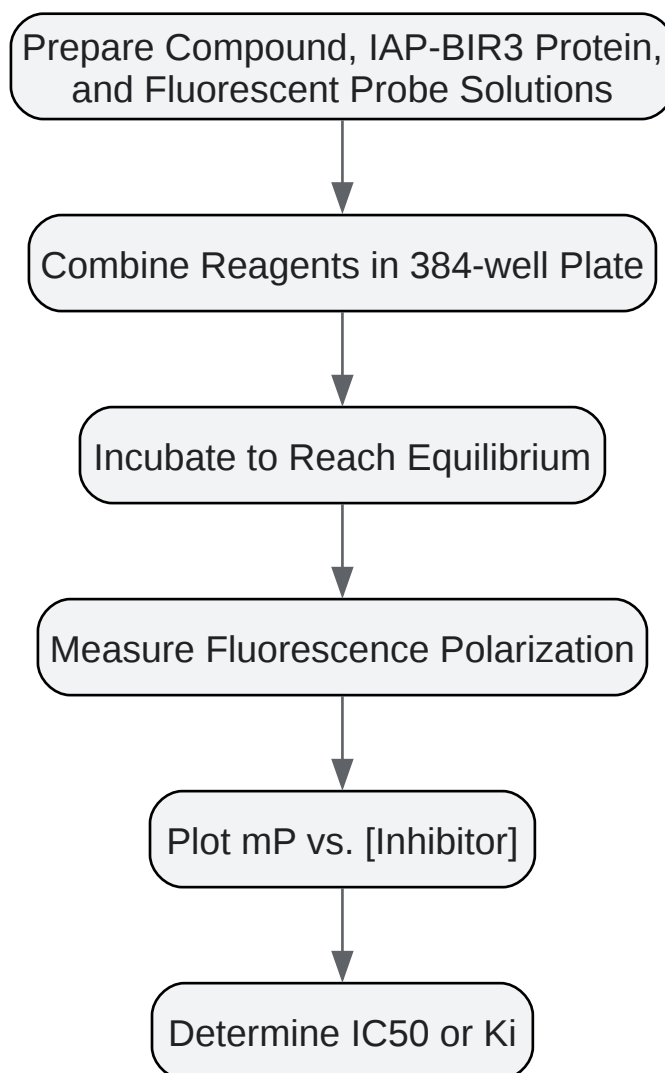 Prepare Compound, IAP-BIR3 Protein,
and Fluorescent Probe Solutions
Combine Reagents in 384-well Plate
Incubate to Reach Equilibrium
Measure Fluorescence Polarization
Plot mP vs. [Inhibitor]
Determine IC50 or Ki